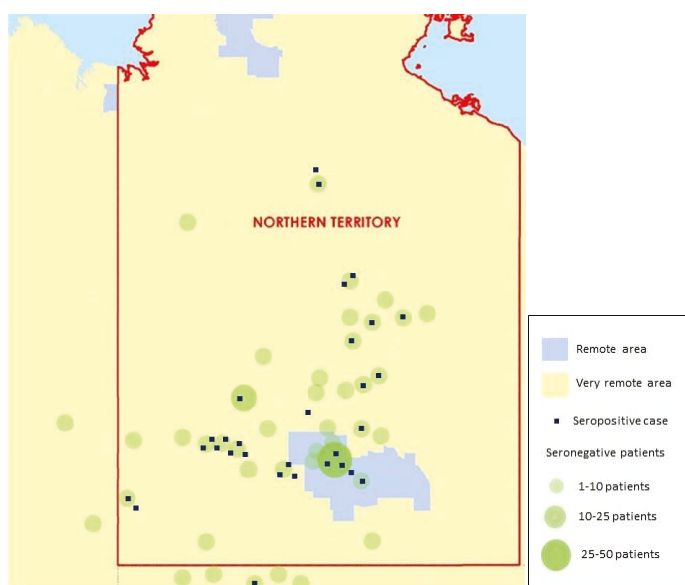 NORTHERN TERRITORY
Remote area
Very remote area
Seropositive case
Seronegative patients
1-10 patients
10-25 patients
25-50 patients